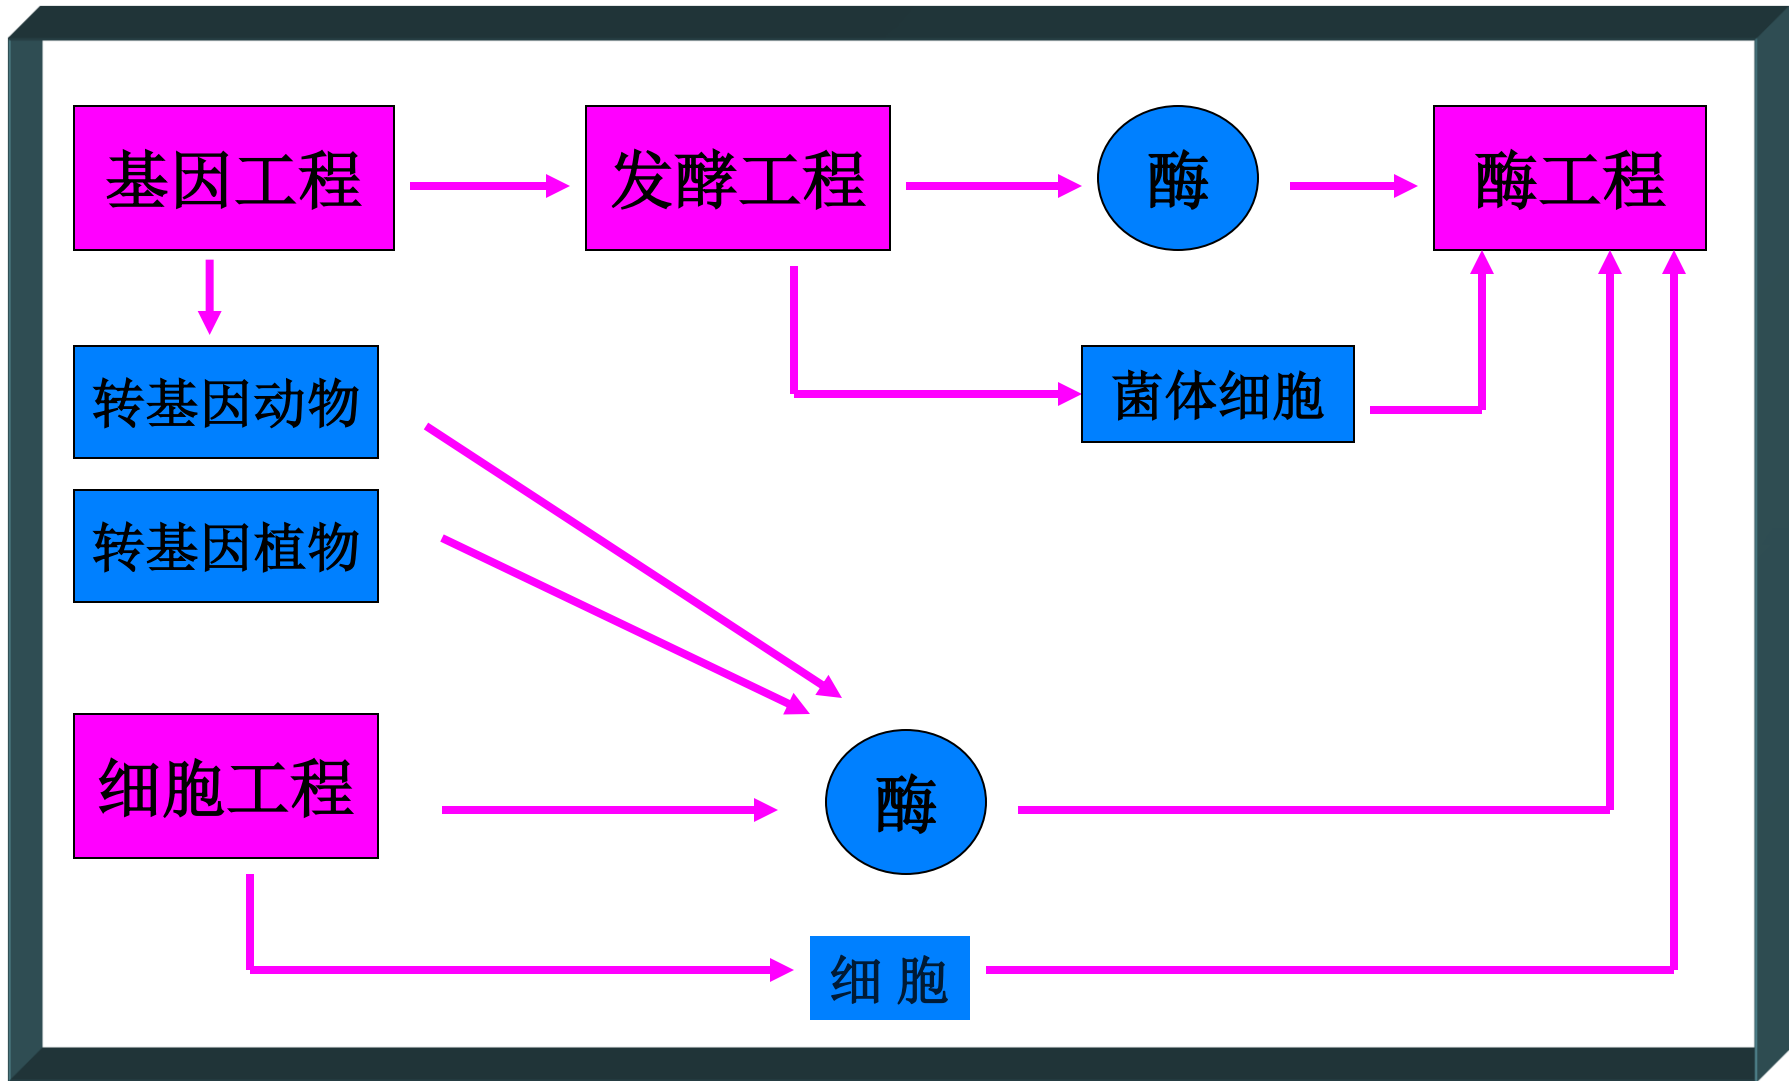 基因工程
发酵工程
酶
酶工程
转基因动物
菌体细胞
转基因植物
细胞工程
酶
细 胞